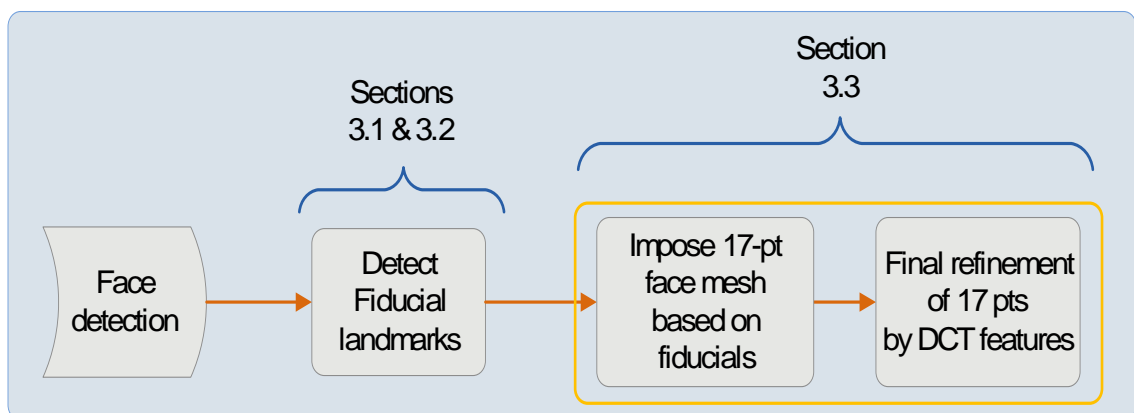 Section
3.3
Sections
3.1 & 3.2
Face
detection
Detect
Fiducial
landmarks
Impose 17-pt
face mesh
based on
fiducials
Final refinement
of 17 pts
by DCT features